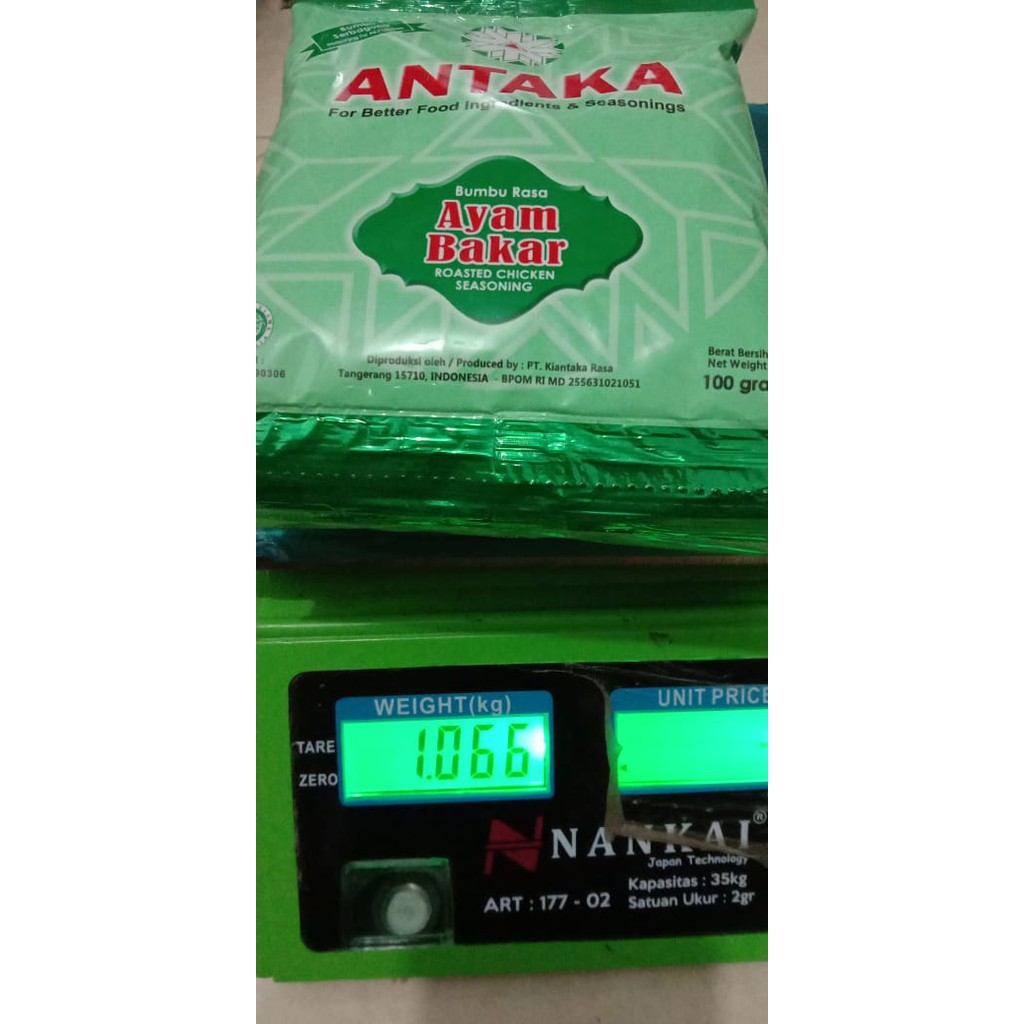 Bumbu
Serbaguna
ANTAKA
For Better Food Ingredients & Seasonings
Bumbu Rasa
Ayam
Bakar
ROASTED CHICKEN
SEASONING
Diproduksi oleh / Produced by : PT. Kiantaka Rasa
Tangerang 15710, INDONESIA - BPOM RI MD 255631021051
Berat Bersih
Net Weight
100 gra
WEIGHT(kg)
UNIT PRICE
TARE
1.066
ZERO
NANKAI®
Japan Technology
ART : 177 - 02
Kapasitas : 35kg
Satuan Ukur : 2gr